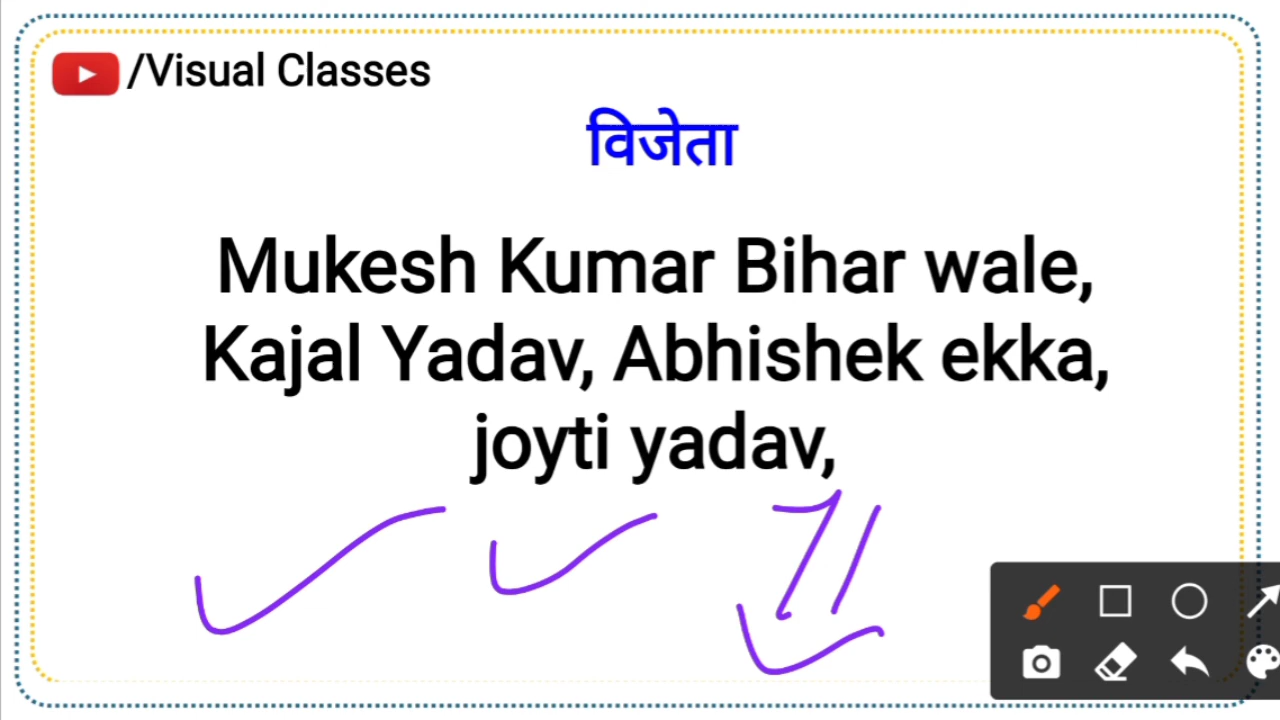 /Visual Classes
विजेता
Mukesh Kumar Bihar wale,
Kajal Yadav, Abhishek ekka,
joyti yadav,